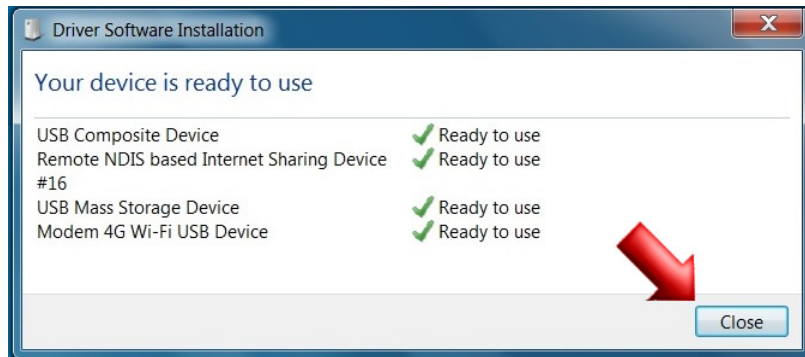 Driver Software Installation
Your device is ready to use
USB Composite Device Ready to use
Remote NDIS based Internet Sharing Device Ready to use
#16
USB Mass Storage Device Ready to use
Modem 4G Wi-Fi USB Device Ready to use
Close